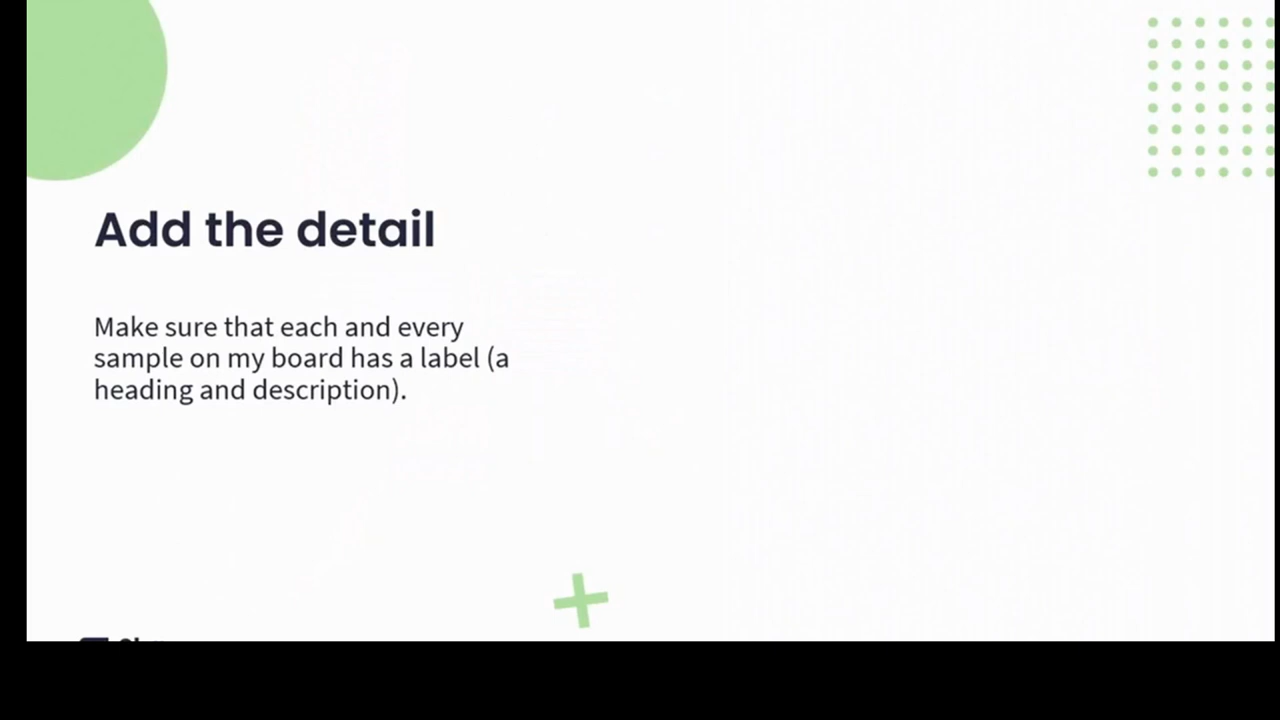 Add the detail
Make sure that each and every
sample on my board has a label (a
heading and description).